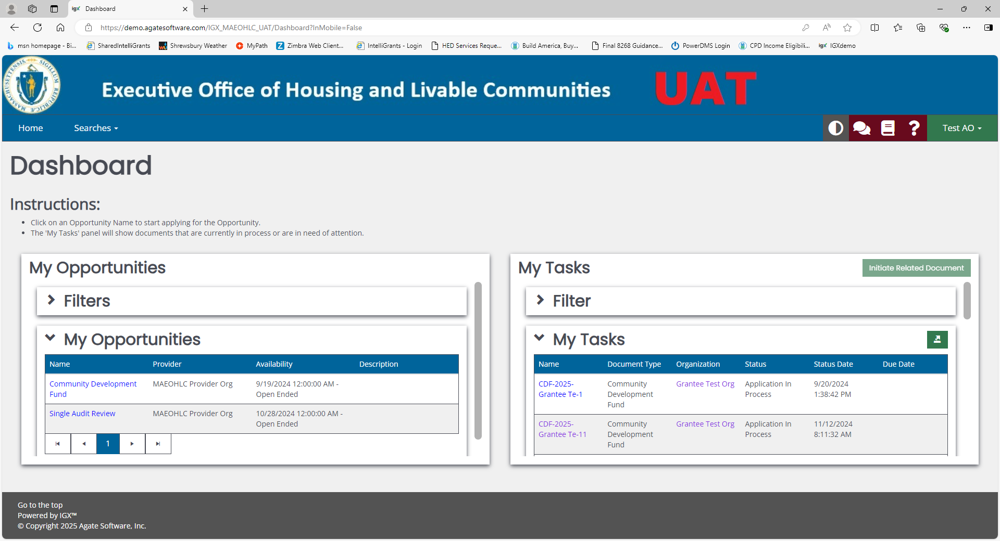 igx Dashboard
https://demo.agatesoftware.com/IGX_MAEOHLC_UAT/Dashboard?InMobile=False
msn homepage - Bi... SharedIntelliGrants Shrewsbury Weather MyPath Zimbra Web Client... IntelliGrants - Login HED Services Reque... Build America, Buy... Final 8268 Guidance... PowerDMS Login CPD Income Eligibili... igx IGXdemo
Executive Office of Housing and Livable Communities UAT
Home Searches Test AO
Dashboard
Instructions:
• Click on an Opportunity Name to start applying for the Opportunity.
• The 'My Tasks' panel will show documents that are currently in process or are in need of attention.
My Opportunities
Filters
My Opportunities
Name Provider Availability Description
Community Development MAEOHLC Provider Org 9/19/2024 12:00:00 AM -
Fund Open Ended
Single Audit Review MAEOHLC Provider Org 10/28/2024 12:00:00 AM -
Open Ended
1
My Tasks Initiate Related Document
Filter
My Tasks
Name Document Type Organization Status Status Date Due Date
CDF-2025- Community Grantee Test Org Application In 9/20/2024
Grantee Te-1 Development Process 1:38:42 PM
Fund
CDF-2025- Community Grantee Test Org Application In 11/12/2024
Grantee Te-11 Development Process 8:11:32 AM
Fund
Go to the top
Powered by IGX™
© Copyright 2025 Agate Software, Inc.